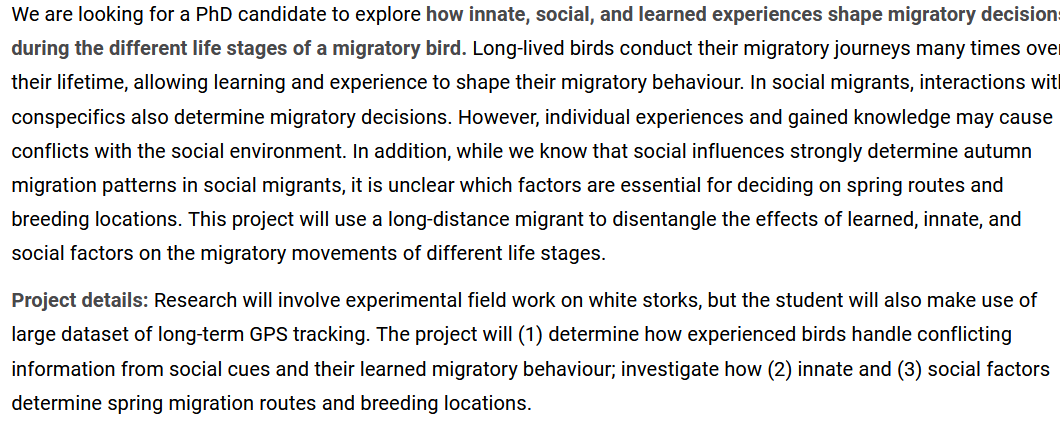 We are looking for a PhD candidate to explore how innate, social, and learned experiences shape migratory decision
during the different life stages of a migratory bird. Long-lived birds conduct their migratory journeys many times over
their lifetime, allowing learning and experience to shape their migratory behaviour. In social migrants, interactions with
conspecifics also determine migratory decisions. However, individual experiences and gained knowledge may cause
conflicts with the social environment. In addition, while we know that social influences strongly determine autumn
migration patterns in social migrants, it is unclear which factors are essential for deciding on spring routes and
breeding locations. This project will use a long-distance migrant to disentangle the effects of learned, innate, and
social factors on the migratory movements of different life stages.
Project details: Research will involve experimental field work on white storks, but the student will also make use of
large dataset of long-term GPS tracking. The project will (1) determine how experienced birds handle conflicting
information from social cues and their learned migratory behaviour; investigate how (2) innate and (3) social factors
determine spring migration routes and breeding locations.